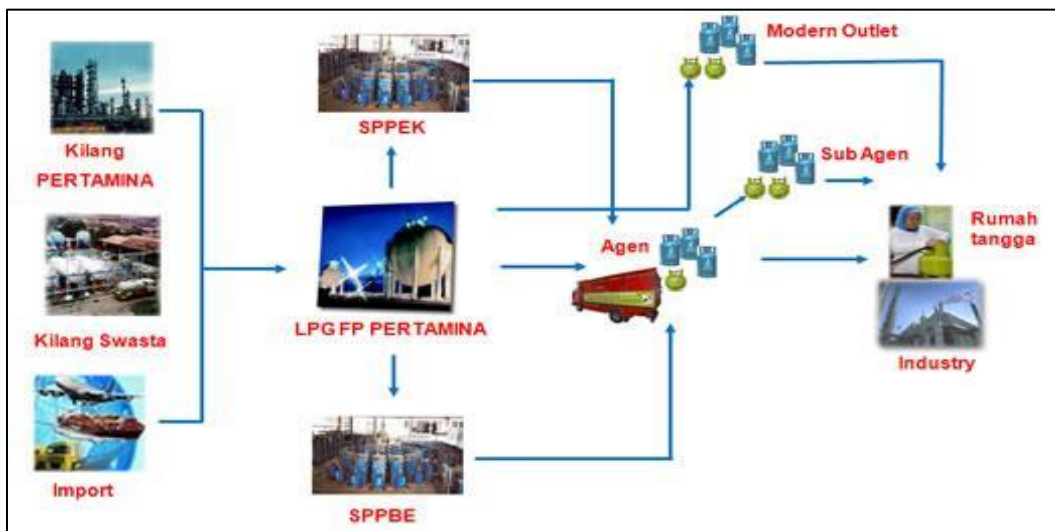 Kilang
PERTAMINA
Kilang Swasta
Import
SPPEK
LPG FP PERTAMINA
SPPBE
Modern Outlet
Sub Agen
Agen
Rumah
tangga
Industry